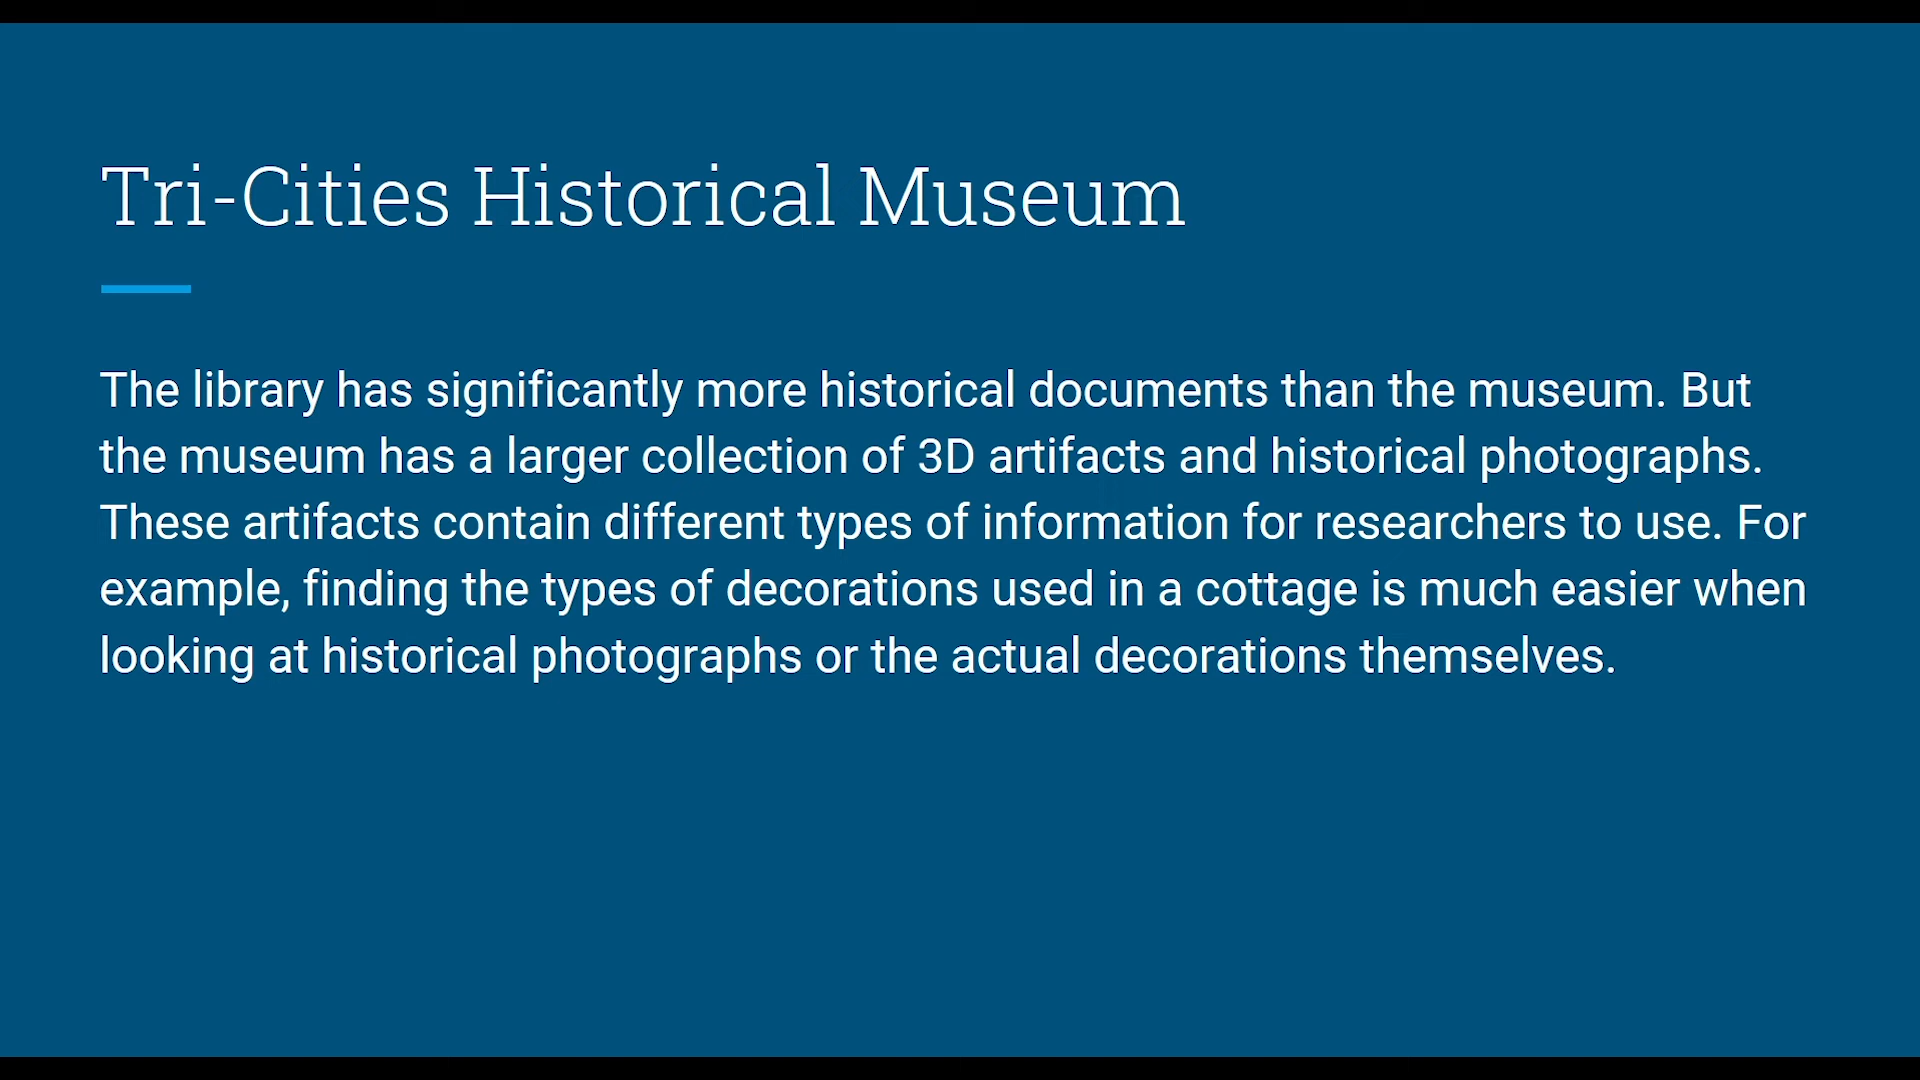 Tri-Cities Historical Museum
The library has significantly more historical documents than the museum. But
the museum has a larger collection of 3D artifacts and historical photographs.
These artifacts contain different types of information for researchers to use. For
example, finding the types of decorations used in a cottage is much easier when
looking at historical photographs or the actual decorations themselves.